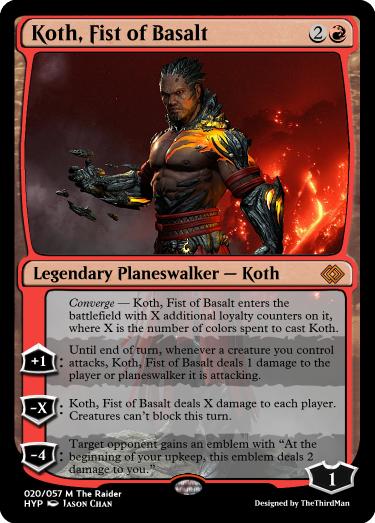 Koth, Fist of Basalt 2
Legendary Planeswalker — Koth
Converge — Koth, Fist of Basalt enters the
battlefield with X additional loyalty counters on it,
where X is the number of colors spent to cast Koth.
+1: Until end of turn, whenever a creature you control
attacks, Koth, Fist of Basalt deals 1 damage to the
player or planeswalker it is attacking.
-X: Koth, Fist of Basalt deals X damage to each player.
Creatures can't block this turn.
-4: Target opponent gains an emblem with “At the
beginning of your upkeep, this emblem deals 2
damage to you.”
1
020/057 M The Raider
HYP Jason Chan
Designed by TheThirdMan